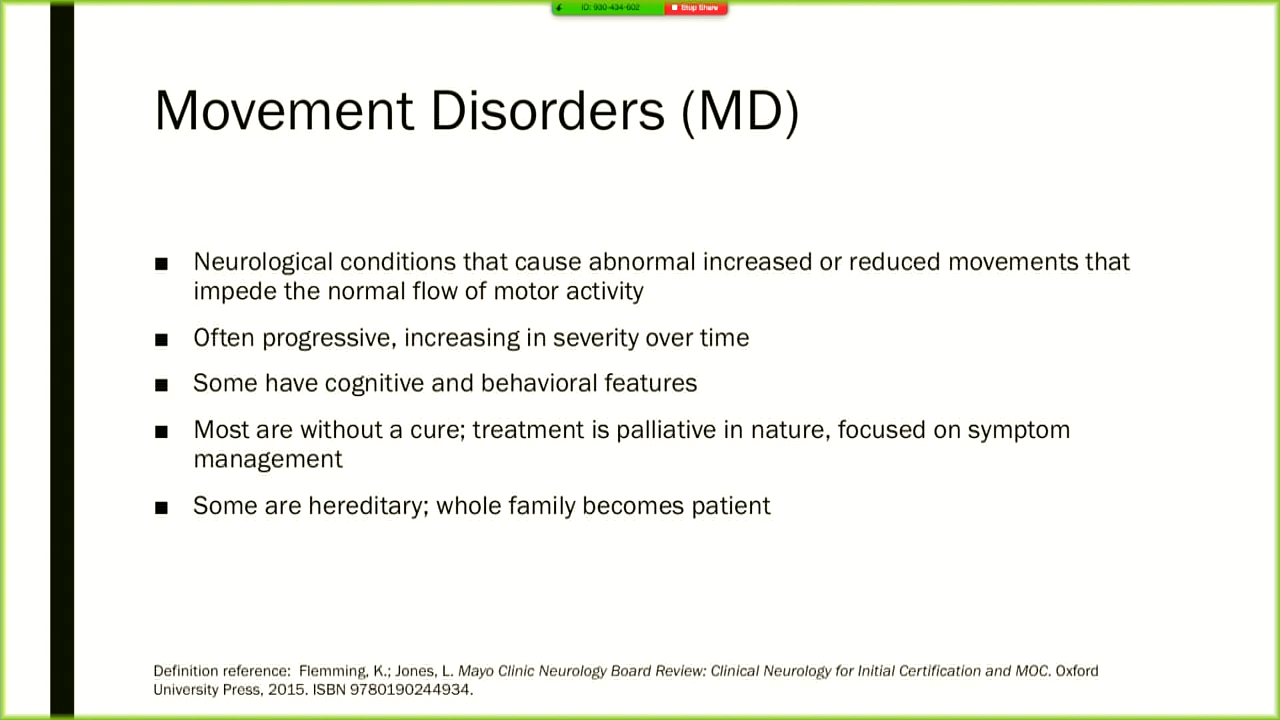 ID: 930-434-602 Stop Share
Movement Disorders (MD)
■ Neurological conditions that cause abnormal increased or reduced movements that
impede the normal flow of motor activity
■ Often progressive, increasing in severity over time
■ Some have cognitive and behavioral features
■ Most are without a cure; treatment is palliative in nature, focused on symptom
management
■ Some are hereditary; whole family becomes patient
Definition reference: Flemming, K.; Jones, L. Mayo Clinic Neurology Board Review: Clinical Neurology for Initial Certification and MOC. Oxford
University Press, 2015. ISBN 9780190244934.